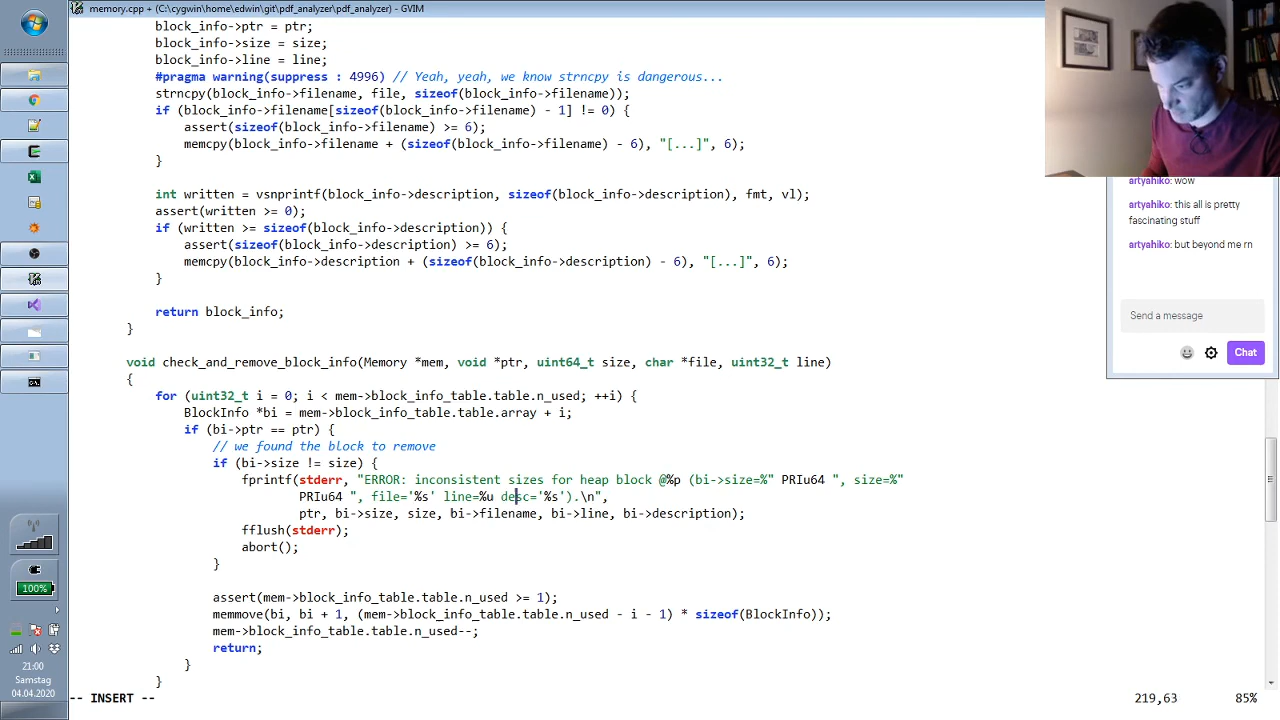 memory.cpp + (C:\cygwin\home\edwin\git\pdf_analyzer\pdf_analyzer) - GVIM
block_info->ptr = ptr;
block_info->size = size;
block_info->line = line;
#pragma warning(suppress : 4996) // Yeah, yeah, we know strncpy is dangerous...
strncpy(block_info->filename, file, sizeof(block_info->filename));
if (block_info->filename[sizeof(block_info->filename) - 1] != 0) {
assert(sizeof(block_info->filename) >= 6);
memcpy(block_info->filename + (sizeof(block_info->filename) - 6), "[...]", 6);
}
int written = vsnprintf(block_info->description, sizeof(block_info->description), fmt, vl);
assert(written >= 0);
if (written >= sizeof(block_info->description)) {
assert(sizeof(block_info->description) >= 6);
memcpy(block_info->description + (sizeof(block_info->description) - 6), "[...]", 6);
}
return block_info;
}
void check_and_remove_block_info(Memory *mem, void *ptr, uint64_t size, char *file, uint32_t line)
{
for (uint32_t i = 0; i < mem->block_info_table.table.n_used; ++i) {
BlockInfo *bi = mem->block_info_table.table.array + i;
if (bi->ptr == ptr) {
// we found the block to remove
if (bi->size != size) {
fprintf(stderr, "ERROR: inconsistent sizes for heap block @%p (bi->size=%" PRIu64 ", size=%"
PRIu64 ", file='%s' line=%u desc='%s').\n",
ptr, bi->size, size, bi->filename, bi->line, bi->description);
fflush(stderr);
abort();
}
assert(mem->block_info_table.table.n_used >= 1);
memmove(bi, bi + 1, (mem->block_info_table.table.n_used - i - 1) * sizeof(BlockInfo));
mem->block_info_table.table.n_used--;
return;
}
}
-- INSERT --
219,63
85%
artyahiko: wow
artyahiko: this all is pretty
fascinating stuff
artyahiko: but beyond me rn
Send a message
Chat
100%
21:00
Samstag
04.04.2020